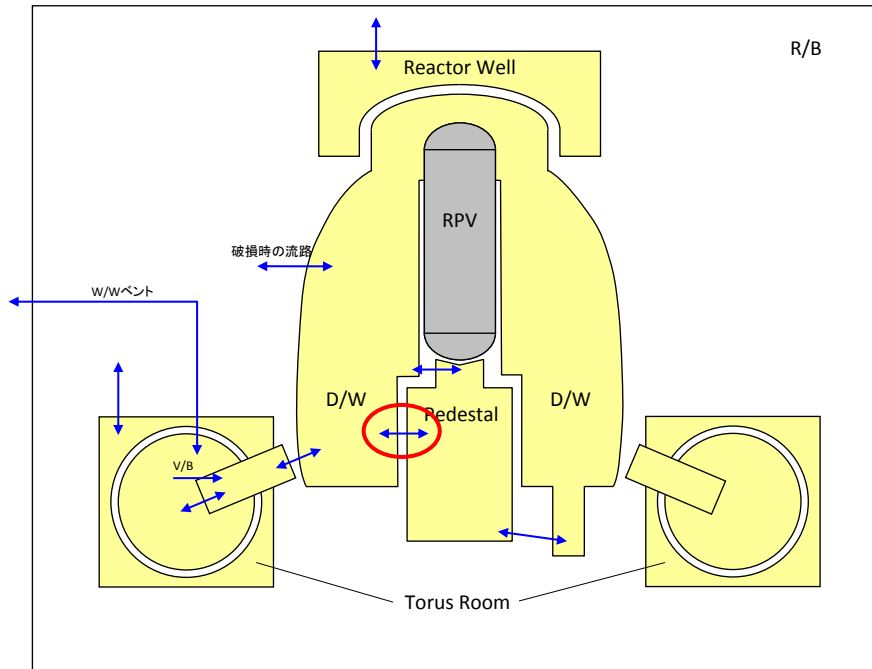 R/B
Reactor Well
RPV
破損時の流路
W/Wベント
D/W
Pedestal
D/W
V/B
Torus Room